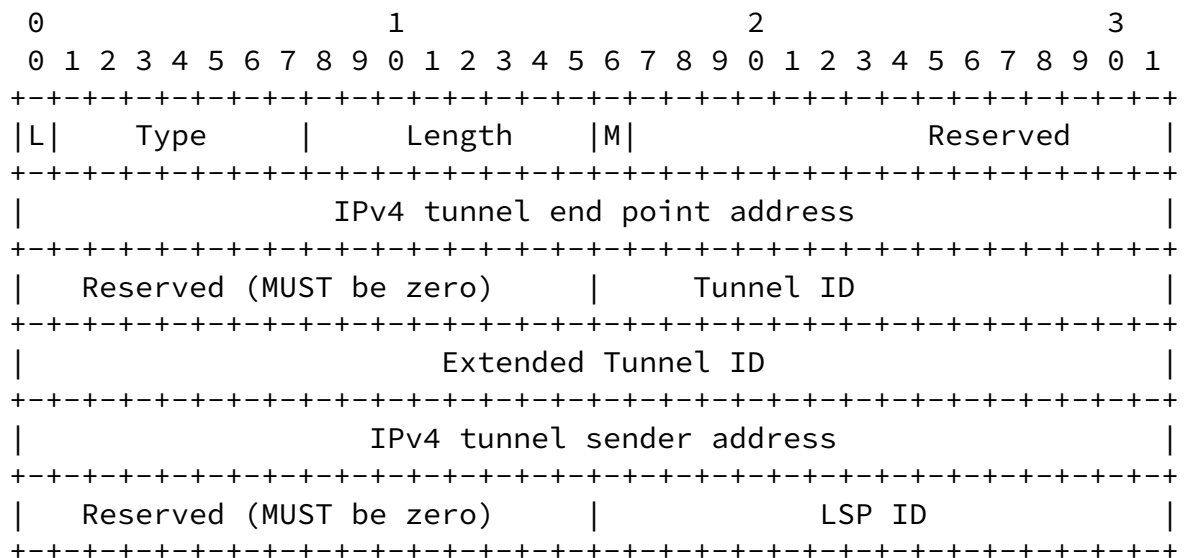 0                   1                   2                   3
 0 1 2 3 4 5 6 7 8 9 0 1 2 3 4 5 6 7 8 9 0 1 2 3 4 5 6 7 8 9 0 1
+-+-+-+-+-+-+-+-+-+-+-+-+-+-+-+-+-+-+-+-+-+-+-+-+-+-+-+-+-+-+-+-+
|L|    Type     |     Length    |M|                Reserved     |
+-+-+-+-+-+-+-+-+-+-+-+-+-+-+-+-+-+-+-+-+-+-+-+-+-+-+-+-+-+-+-+-+
|                 IPv4 tunnel end point address                 |
+-+-+-+-+-+-+-+-+-+-+-+-+-+-+-+-+-+-+-+-+-+-+-+-+-+-+-+-+-+-+-+-+
|   Reserved (MUST be zero)     |     Tunnel ID                 |
+-+-+-+-+-+-+-+-+-+-+-+-+-+-+-+-+-+-+-+-+-+-+-+-+-+-+-+-+-+-+-+-+
|                       Extended Tunnel ID                      |
+-+-+-+-+-+-+-+-+-+-+-+-+-+-+-+-+-+-+-+-+-+-+-+-+-+-+-+-+-+-+-+-+
|                   IPv4 tunnel sender address                  |
+-+-+-+-+-+-+-+-+-+-+-+-+-+-+-+-+-+-+-+-+-+-+-+-+-+-+-+-+-+-+-+-+
|   Reserved (MUST be zero)     |            LSP ID             |
+-+-+-+-+-+-+-+-+-+-+-+-+-+-+-+-+-+-+-+-+-+-+-+-+-+-+-+-+-+-+-+-+